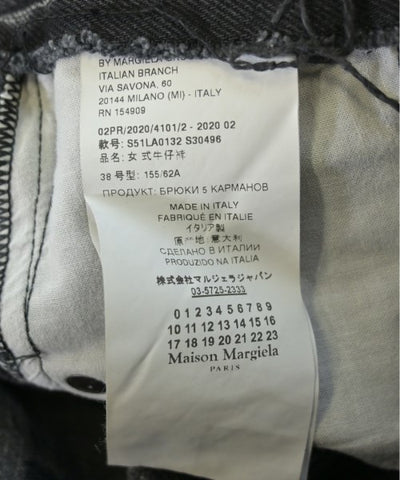 BY MARGIELA
ITALIAN BRANCH
VIA SAVONA, 60
20144 MILANO (MI) - ITALY
RN 154909
02PR/2020/4101/2 - 2020 02
款号: S51LA0132 S30496
品名: 女式牛仔裤
38 号型: 155/62A
ПРОДУКТ: БРЮКИ 5 КАРМАНОВ
MADE IN ITALY
FABRIQUÉ EN ITALIE
イタリア製
原产地:意大利
СДЕЛАНО В ИТАЛИИ
PRODUZIDO NA ITÁLIA
株式会社マルジェラジャパン
03-5725-2333
0 1 2 3 4 5 6 7 8 9
10 11 12 13 14 15 16
17 18 19 20 21 22 23
Maison Margiela
PARIS